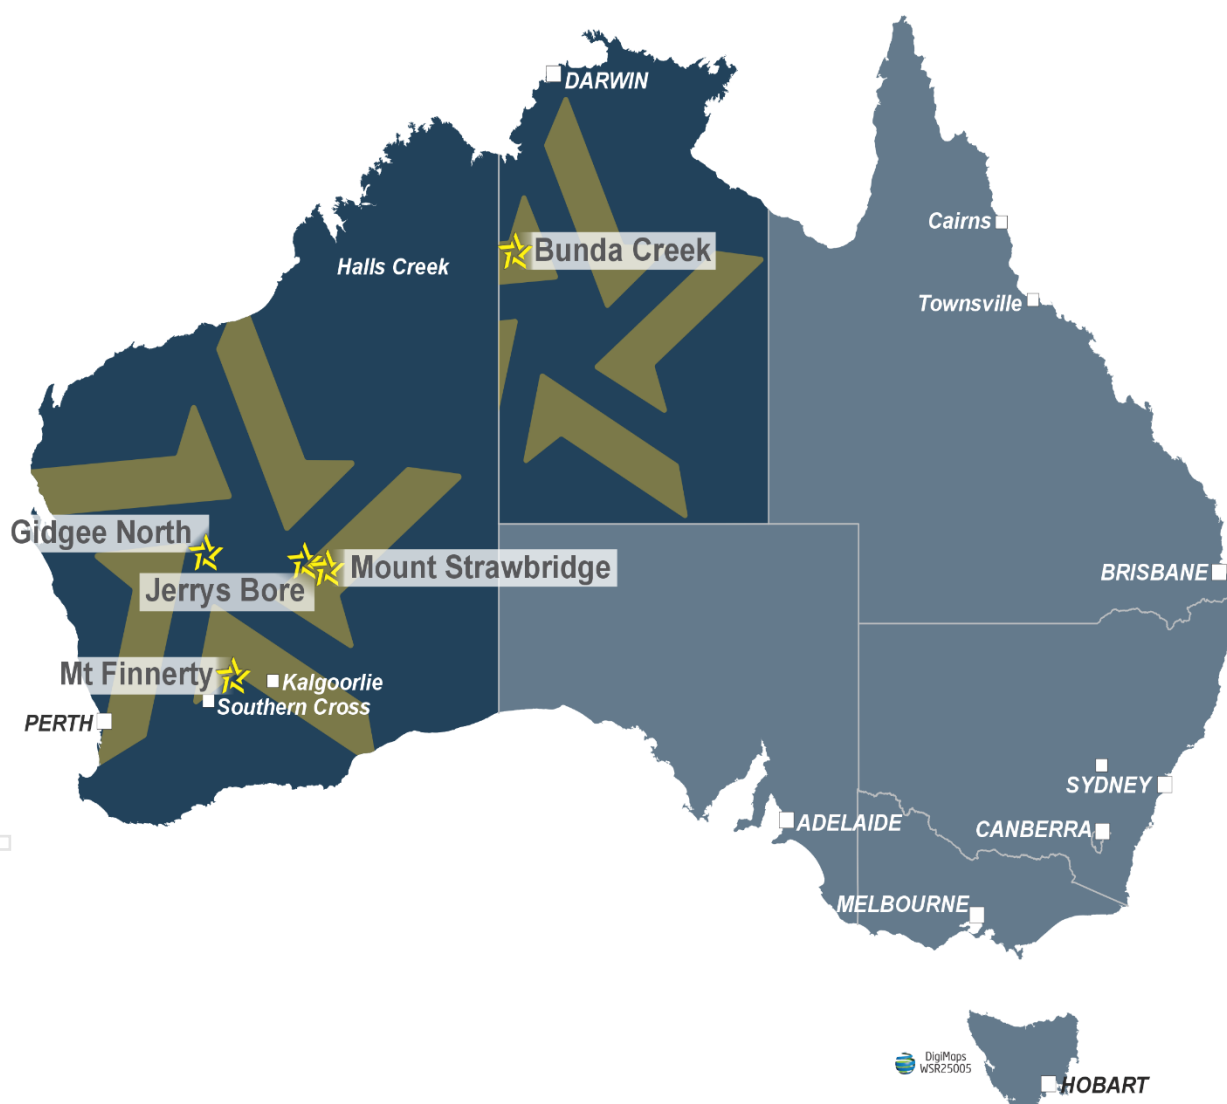 DARWIN
Cairns
Bunda Creek
Halls Creek
Townsville
Gidgee North
Mount Strawbridge
BRISBANE
Jerrys Bore
Mt Finnerty
Kalgoorlie
Southern Cross
PERTH
SYDNEY
ADELAIDE
CANBERRA
MELBOURNE
DigiMaps
WSR25005
HOBART